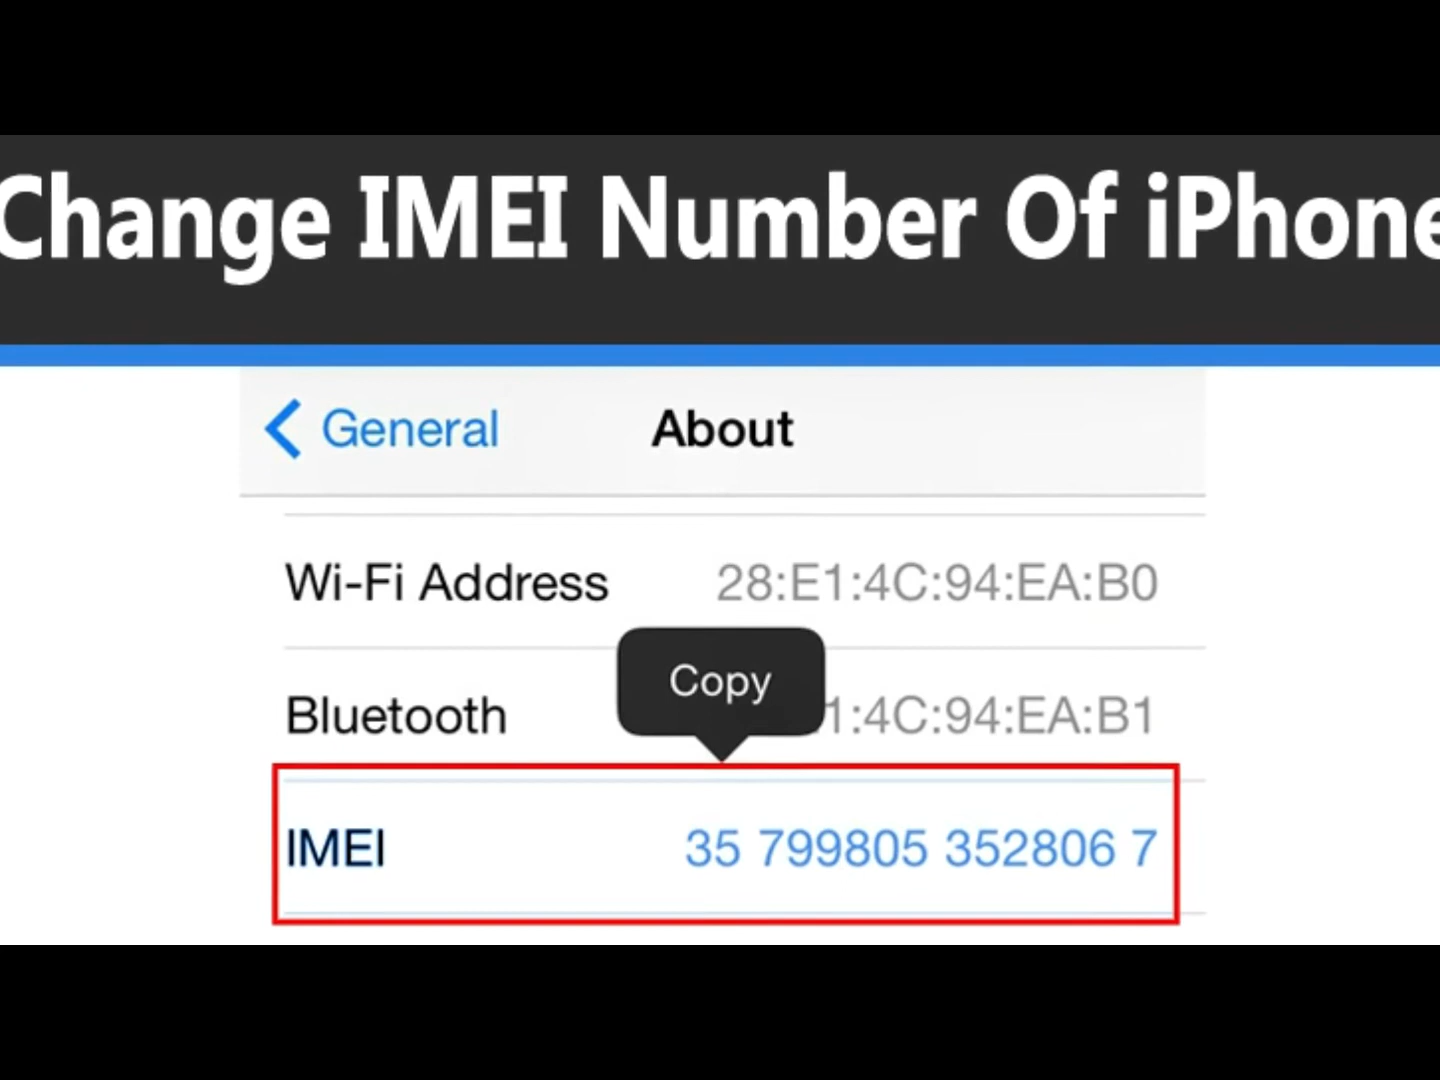 Change IMEI Number Of iPhone
General
About
Wi-Fi Address 28:E1:4C:94:EA:B0
Copy
Bluetooth 1:4C:94:EA:B1
IMEI 35 799805 352806 7